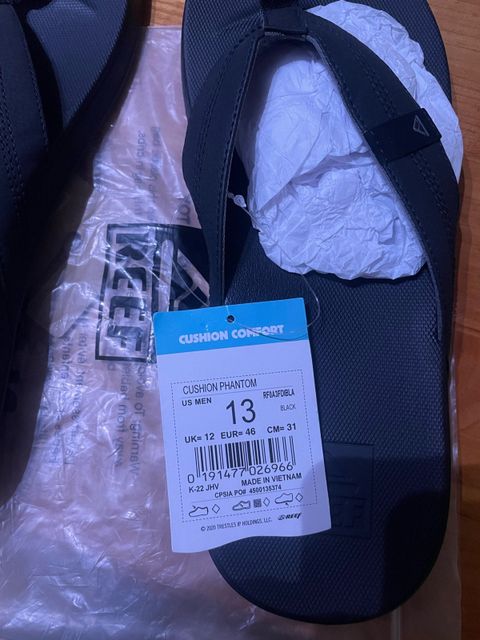 REEF
CUSHION COMFORT
CUSHION PHANTOM
US MEN
13
RF0A3FDIBLA
BLACK
UK= 12 EUR= 46 CM= 31
0 191477 026966
K-22 JHV MADE IN VIETNAM
CPSIA PO# 4500135374
© 2020 TRESTLES IP HOLDINGS, LLC. REEF